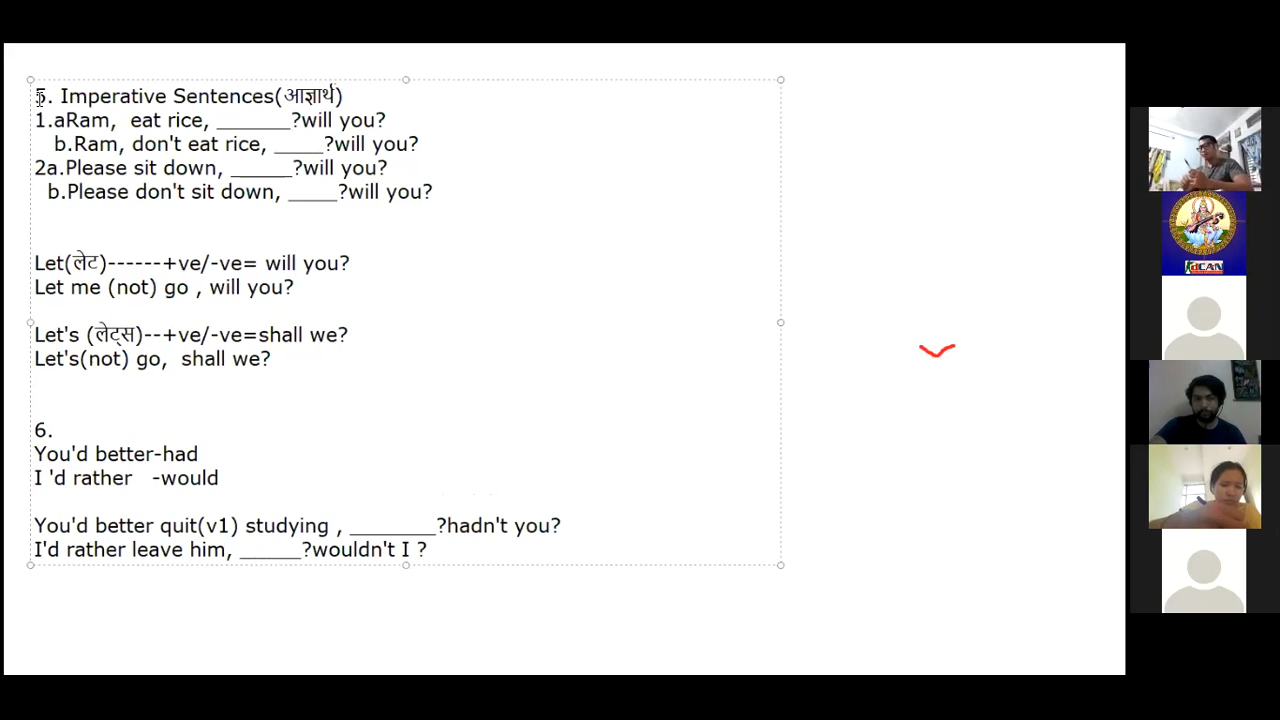 5. Imperative Sentences(आज्ञार्थ)
1.aRam, eat rice, _______?will you?
b.Ram, don't eat rice, _____?will you?
2a.Please sit down, ______?will you?
b.Please don't sit down, _____?will you?
Let(लेट)------+ve/-ve= will you?
Let me (not) go , will you?
Let's (लेट्स)--+ve/-ve=shall we?
Let's(not) go, shall we?
6.
You'd better-had
I 'd rather -would
You'd better quit(v1) studying , ________?hadn't you?
I'd rather leave him, ______?wouldn't I ?